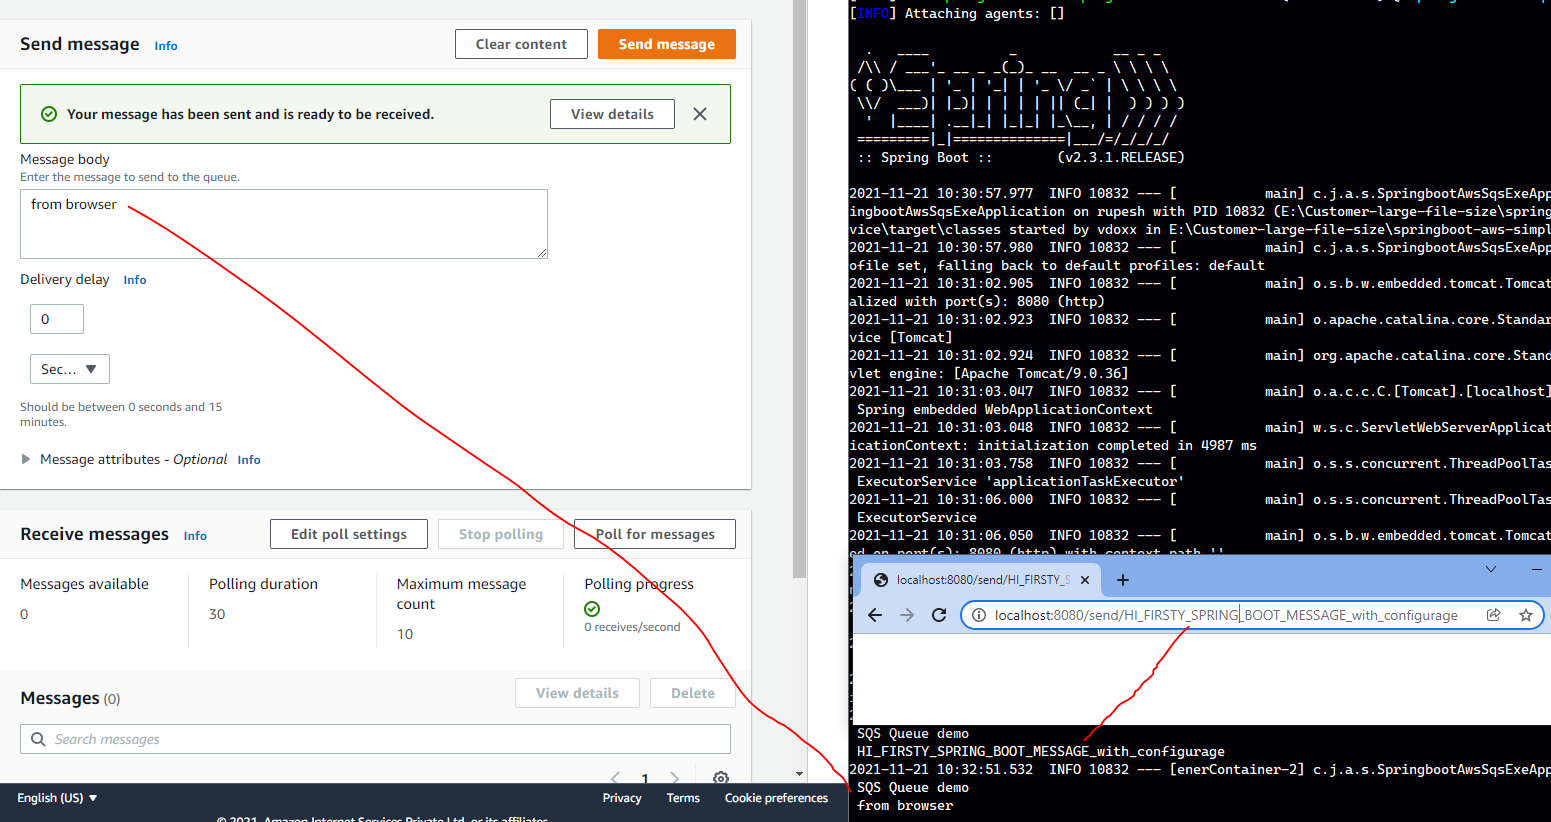 Send message Info Clear content Send message
Your message has been sent and is ready to be received. View details
Message body
Enter the message to send to the queue.
from browser
Delivery delay Info
0
Sec...
Should be between 0 seconds and 15
minutes.
Message attributes - Optional Info
Receive messages Info Edit poll settings Stop polling Poll for messages
Messages available
0
Polling duration
30
Maximum message
count
10
Polling progress
0 receives/second
Messages (0) View details Delete
Search messages
1
English (US) Privacy Terms Cookie preferences
© 2021, Amazon Internet Services Private Ltd. or its affiliates.
[INFO] Attaching agents: []
:: Spring Boot :: (v2.3.1.RELEASE)
2021-11-21 10:30:57.977 INFO 10832 --- [ main] c.j.a.s.SpringbootAwsSqsExeApp
ingbootAwsSqsExeApplication on rupesh with PID 10832 (E:\Customer-large-file-size\spring
vice\target\classes started by vdoxx in E:\Customer-large-file-size\springboot-aws-simpl
2021-11-21 10:30:57.980 INFO 10832 --- [ main] c.j.a.s.SpringbootAwsSqsExeApp
ofile set, falling back to default profiles: default
2021-11-21 10:31:02.905 INFO 10832 --- [ main] o.s.b.w.embedded.tomcat.Tomcat
alized with port(s): 8080 (http)
2021-11-21 10:31:02.923 INFO 10832 --- [ main] o.apache.catalina.core.Standar
vice [Tomcat]
2021-11-21 10:31:02.924 INFO 10832 --- [ main] org.apache.catalina.core.Stand
vlet engine: [Apache Tomcat/9.0.36]
2021-11-21 10:31:03.047 INFO 10832 --- [ main] o.a.c.c.C.[Tomcat].[localhost]
Spring embedded WebApplicationContext
2021-11-21 10:31:03.048 INFO 10832 --- [ main] w.s.c.ServletWebServerApplicat
icationContext: initialization completed in 4987 ms
2021-11-21 10:31:03.758 INFO 10832 --- [ main] o.s.s.concurrent.ThreadPoolTas
ExecutorService 'applicationTaskExecutor'
2021-11-21 10:31:06.000 INFO 10832 --- [ main] o.s.s.concurrent.ThreadPoolTas
ExecutorService
2021-11-21 10:31:06.050 INFO 10832 --- [ main] o.s.b.w.embedded.tomcat.Tomcat
ed on port(s): 8080 (http) with context path ''
localhost:8080/send/HI_FIRSTY_S
localhost:8080/send/HI_FIRSTY_SPRING_BOOT_MESSAGE_with_configurage
SQS Queue demo
HI_FIRSTY_SPRING_BOOT_MESSAGE_with_configurage
2021-11-21 10:32:51.532 INFO 10832 --- [enerContainer-2] c.j.a.s.SpringbootAwsSqsExeApp
SQS Queue demo
from browser